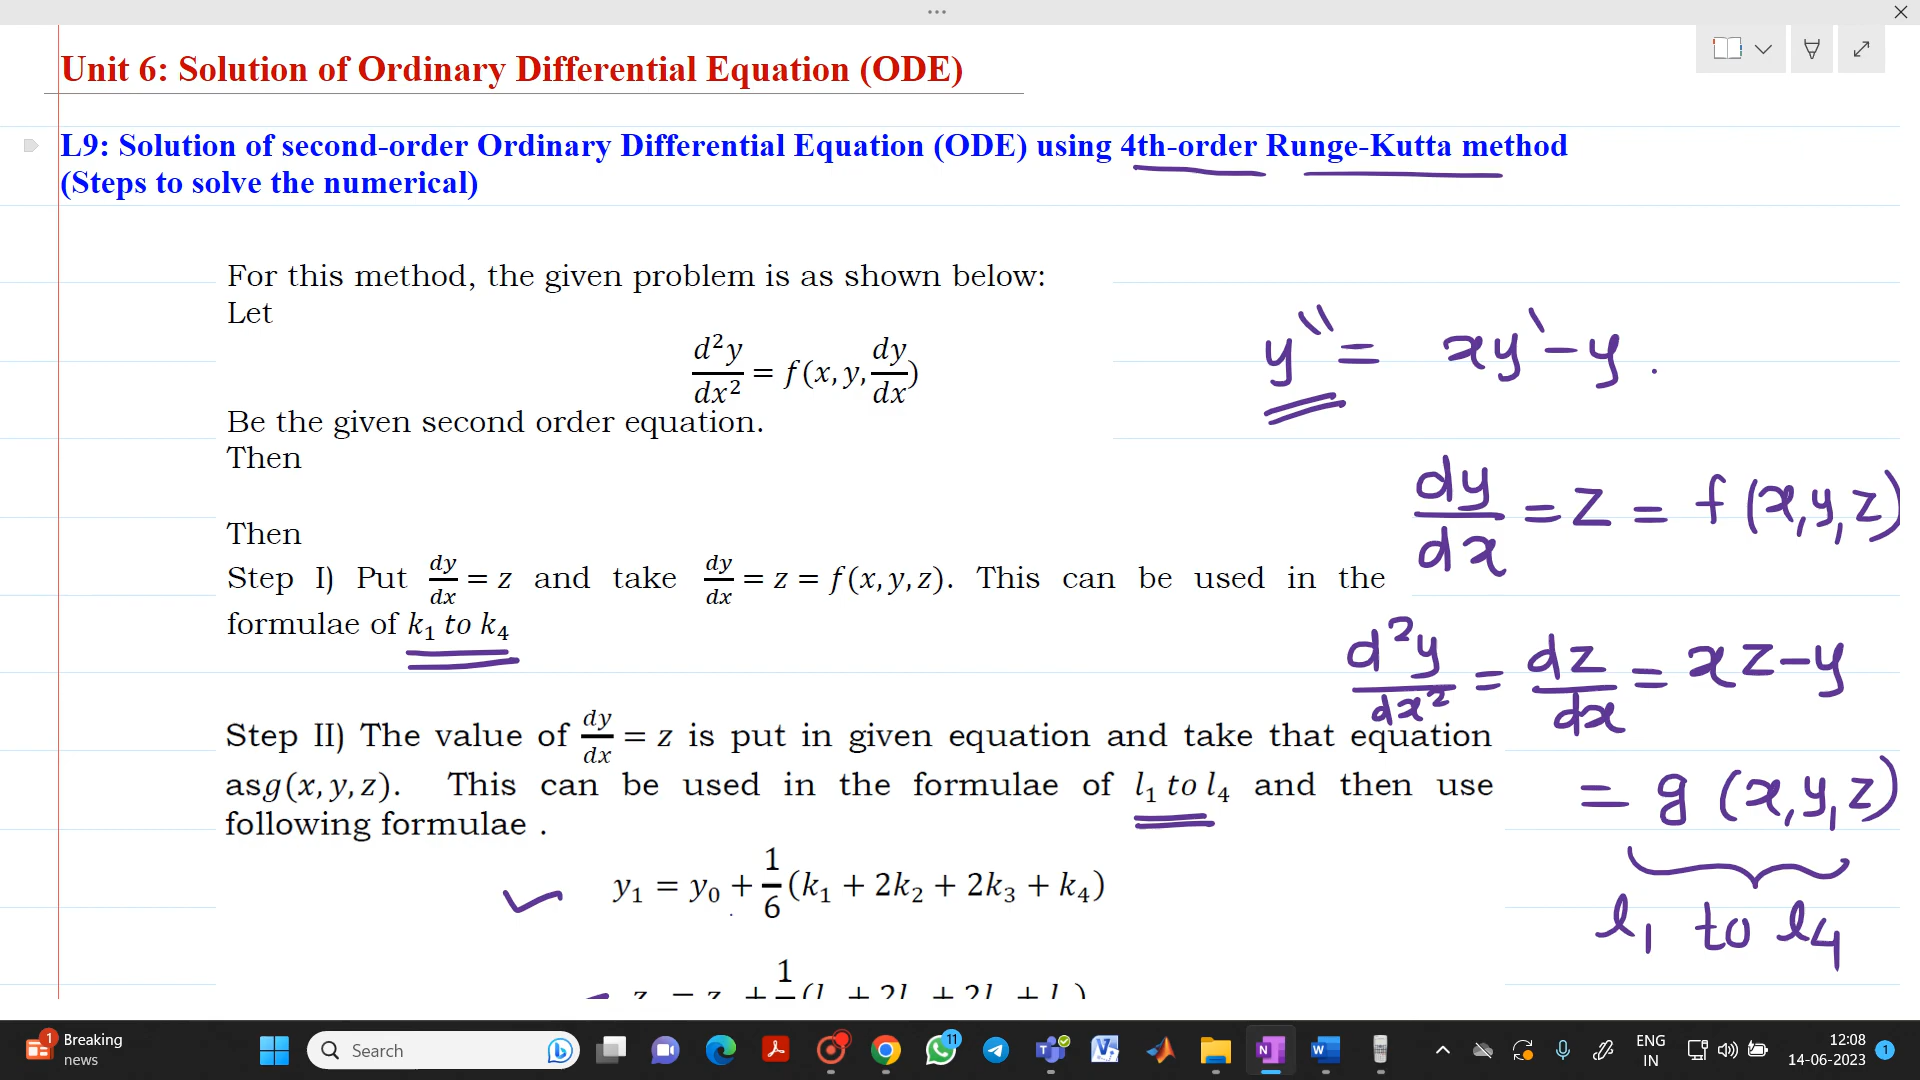 Unit 6: Solution of Ordinary Differential Equation (ODE)
L9: Solution of second-order Ordinary Differential Equation (ODE) using 4th-order Runge-Kutta method
(Steps to solve the numerical)
For this method, the given problem is as shown below:
Let
d²y/dx² = f(x, y, dy/dx)
y'' = xy' - y .
Be the given second order equation.
Then
dy/dx = z = f(x, y, z)
Then
Step I) Put dy/dx = z and take dy/dx = z = f(x, y, z). This can be used in the
formulae of k₁ to k₄
d²y/dx² = dz/dx = xz - y
Step II) The value of dy/dx = z is put in given equation and take that equation
asg(x, y, z). This can be used in the formulae of l₁ to l₄ and then use
= g (x, y, z)
following formulae .
y₁ = y₀ + 1/6 (k₁ + 2k₂ + 2k₃ + k₄)
l₁ to l₄
Breaking
news
Search
11
ENG
IN
12:08
14-06-2023
1
1